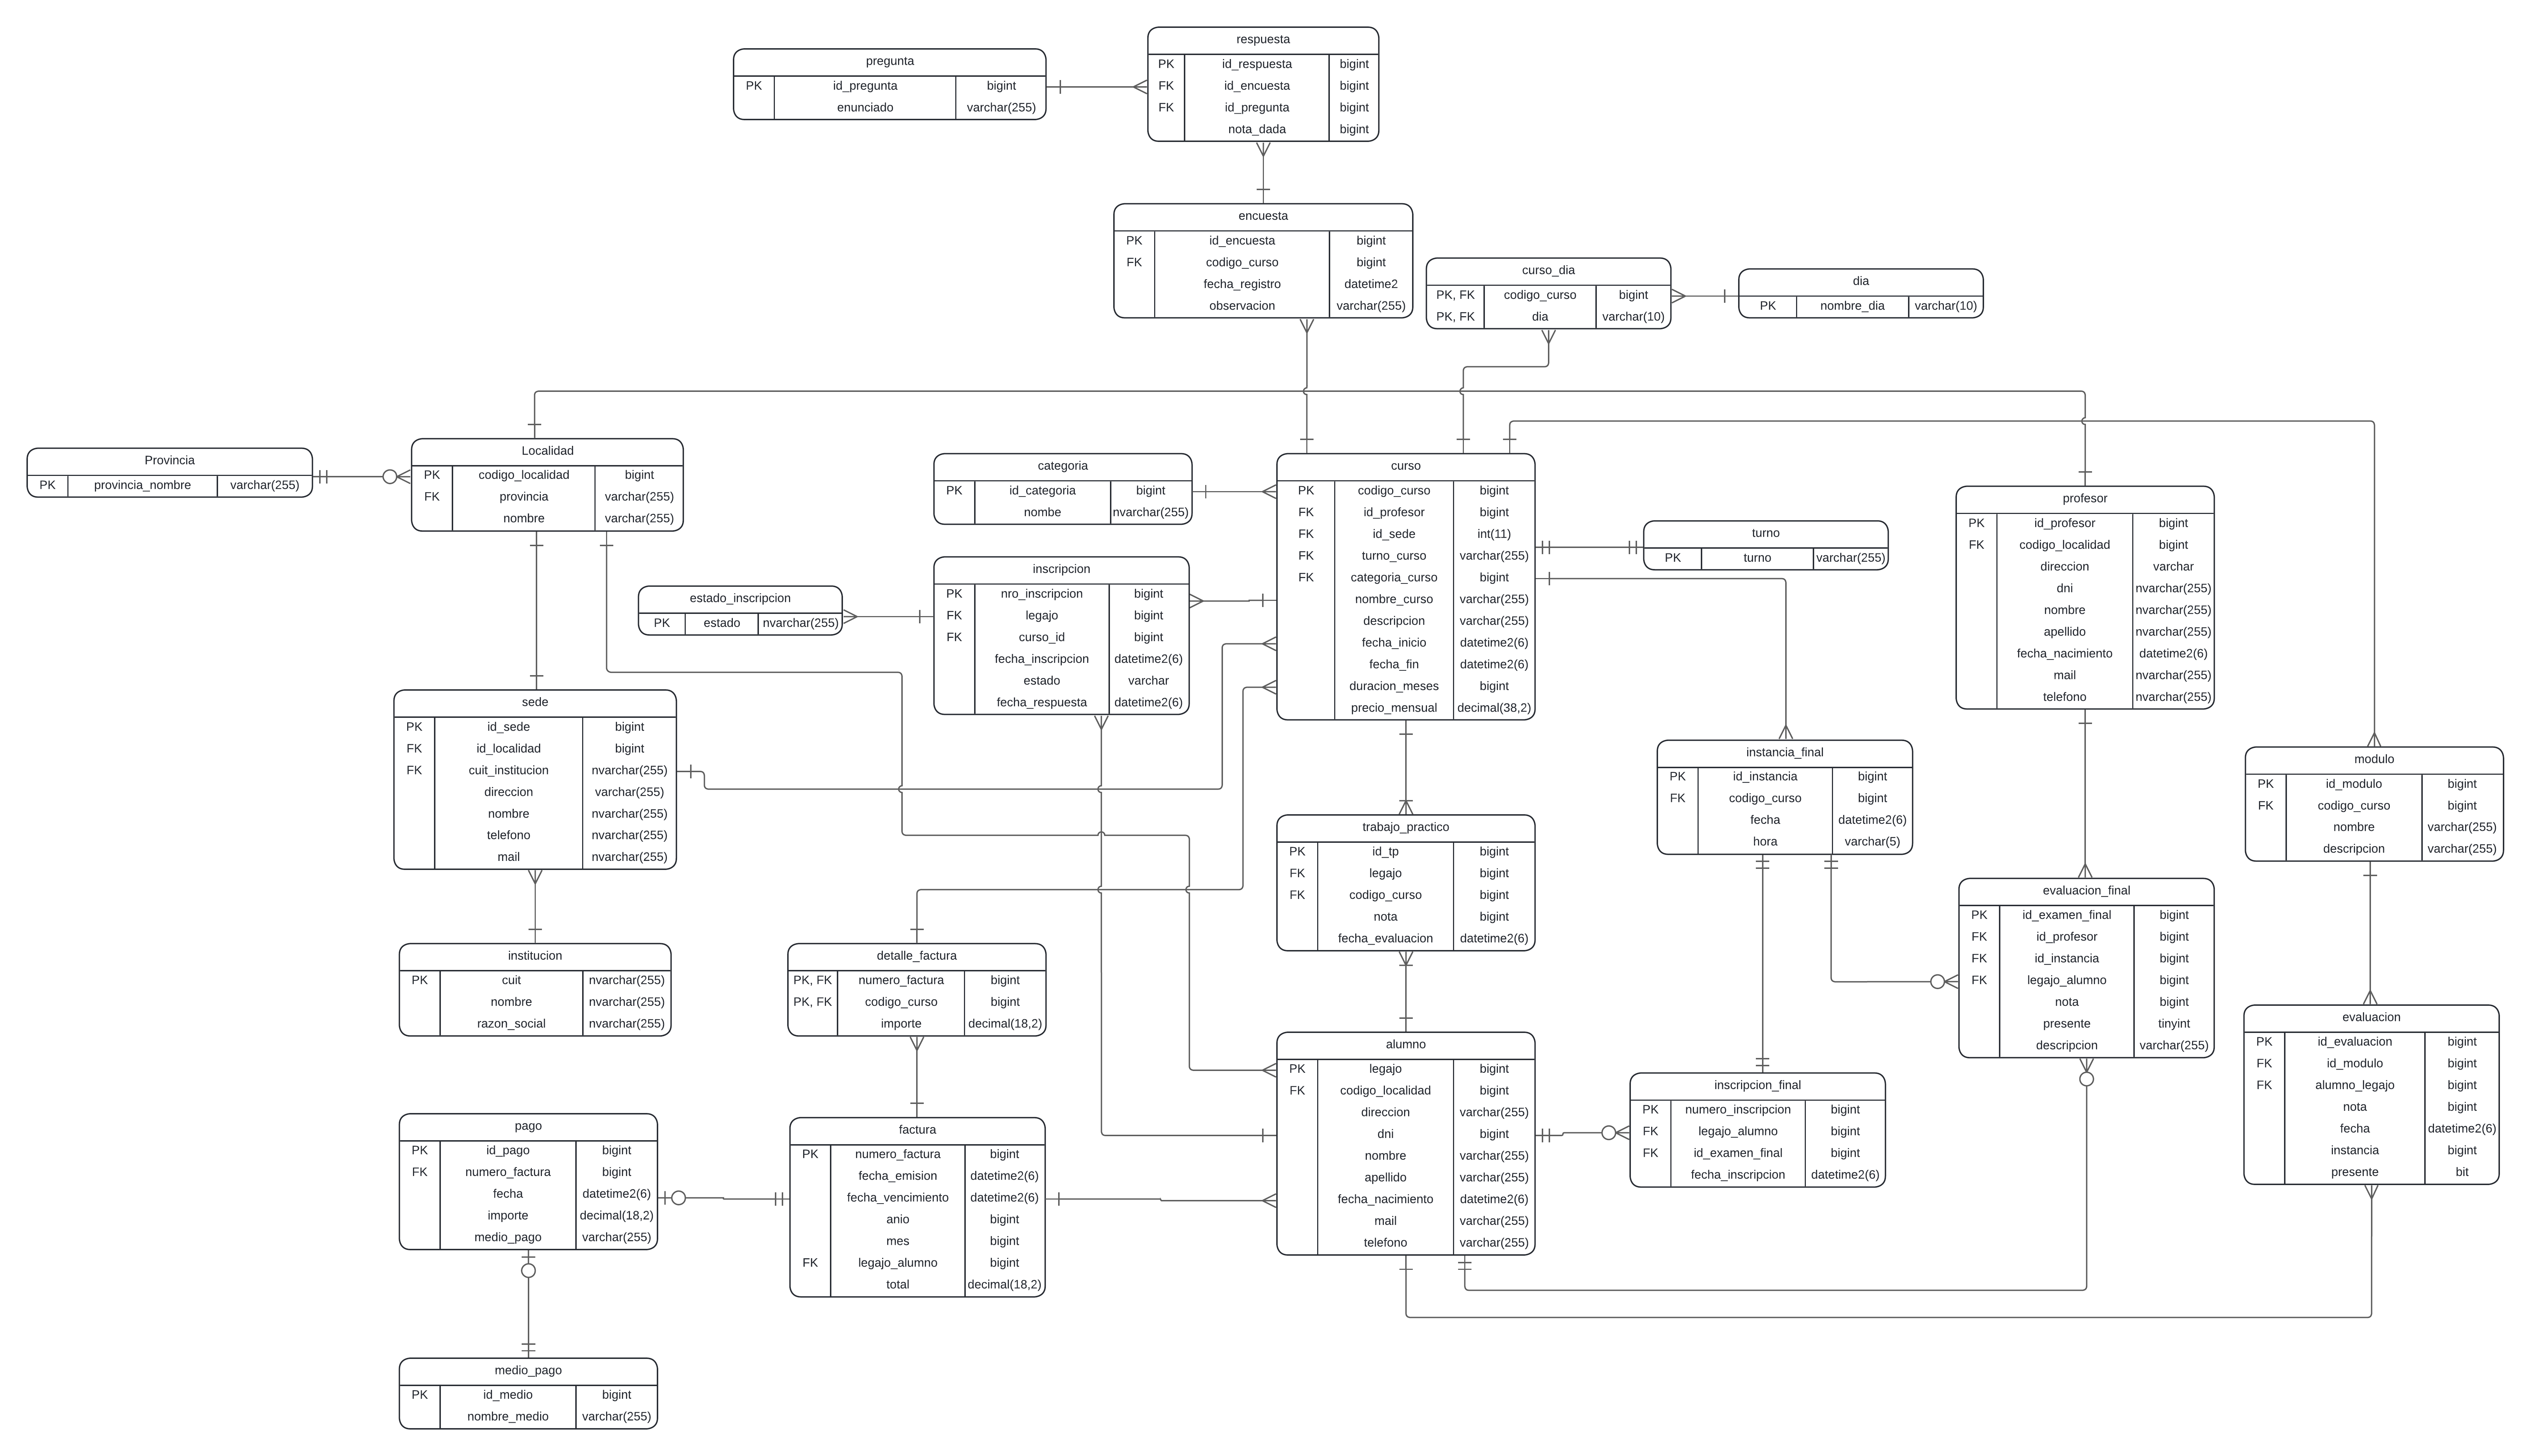 respuesta
PK id_respuesta bigint
FK id_encuesta bigint
FK id_pregunta bigint
nota_dada bigint
pregunta
PK id_pregunta bigint
enunciado varchar(255)
encuesta
PK id_encuesta bigint
FK codigo_curso bigint
fecha_registro datetime2
observacion varchar(255)
curso_dia
PK, FK codigo_curso bigint
PK, FK dia varchar(10)
dia
PK nombre_dia varchar(10)
Provincia
PK provincia_nombre varchar(255)
Localidad
PK codigo_localidad bigint
FK provincia varchar(255)
nombre varchar(255)
categoria
PK id_categoria bigint
nombe nvarchar(255)
curso
PK codigo_curso bigint
FK id_profesor bigint
FK id_sede int(11)
FK turno_curso varchar(255)
FK categoria_curso bigint
nombre_curso varchar(255)
descripcion varchar(255)
fecha_inicio datetime2(6)
fecha_fin datetime2(6)
duracion_meses bigint
precio_mensual decimal(38,2)
turno
PK turno varchar(255)
profesor
PK id_profesor bigint
FK codigo_localidad bigint
direccion varchar
dni nvarchar(255)
nombre nvarchar(255)
apellido nvarchar(255)
fecha_nacimiento datetime2(6)
mail nvarchar(255)
telefono nvarchar(255)
estado_inscripcion
PK estado nvarchar(255)
inscripcion
PK nro_inscripcion bigint
FK legajo bigint
FK curso_id bigint
fecha_inscripcion datetime2(6)
estado varchar
fecha_respuesta datetime2(6)
sede
PK id_sede bigint
FK id_localidad bigint
FK cuit_institucion nvarchar(255)
direccion varchar(255)
nombre nvarchar(255)
telefono nvarchar(255)
mail nvarchar(255)
instancia_final
PK id_instancia bigint
FK codigo_curso bigint
fecha datetime2(6)
hora varchar(5)
modulo
PK id_modulo bigint
FK codigo_curso bigint
nombre varchar(255)
descripcion varchar(255)
trabajo_practico
PK id_tp bigint
FK legajo bigint
FK codigo_curso bigint
nota bigint
fecha_evaluacion datetime2(6)
evaluacion_final
PK id_examen_final bigint
FK id_profesor bigint
FK id_instancia bigint
FK legajo_alumno bigint
nota bigint
presente tinyint
descripcion varchar(255)
institucion
PK cuit nvarchar(255)
nombre nvarchar(255)
razon_social nvarchar(255)
detalle_factura
PK, FK numero_factura bigint
PK, FK codigo_curso bigint
importe decimal(18,2)
evaluacion
PK id_evaluacion bigint
FK id_modulo bigint
FK alumno_legajo bigint
nota bigint
fecha datetime2(6)
instancia bigint
presente bit
alumno
PK legajo bigint
FK codigo_localidad bigint
direccion varchar(255)
dni bigint
nombre varchar(255)
apellido varchar(255)
fecha_nacimiento datetime2(6)
mail varchar(255)
telefono varchar(255)
inscripcion_final
PK numero_inscripcion bigint
FK legajo_alumno bigint
FK id_examen_final bigint
fecha_inscripcion datetime2(6)
pago
PK id_pago bigint
FK numero_factura bigint
fecha datetime2(6)
importe decimal(18,2)
medio_pago varchar(255)
factura
PK numero_factura bigint
fecha_emision datetime2(6)
fecha_vencimiento datetime2(6)
anio bigint
mes bigint
FK legajo_alumno bigint
total decimal(18,2)
medio_pago
PK id_medio bigint
nombre_medio varchar(255)